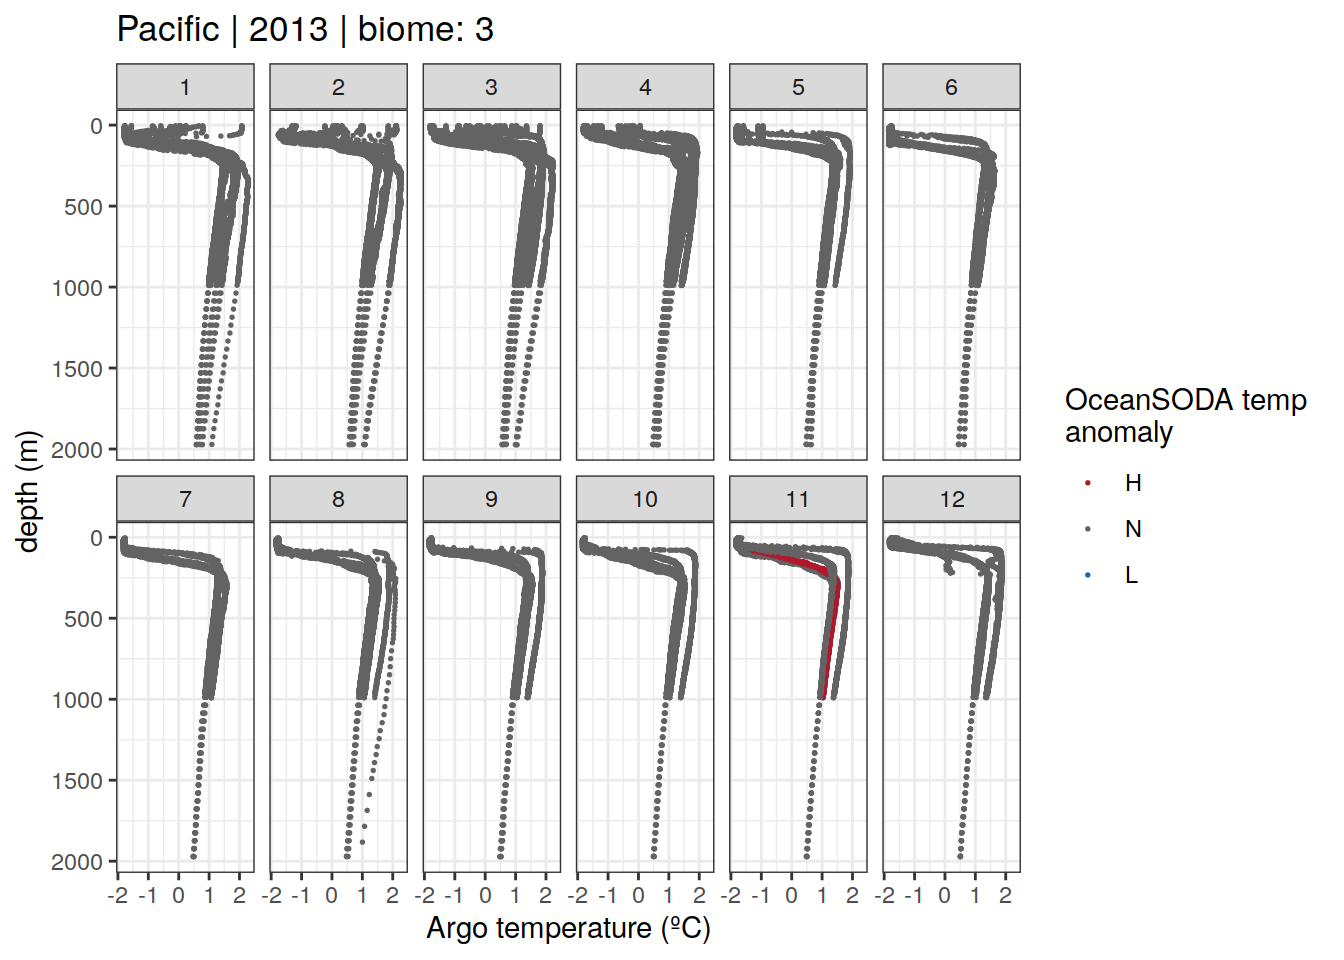 Pacific | 2013 | biome: 3
1 2 3 4 5 6
0
500
1000
1500
2000
7 8 9 10 11 12
0
500
1000
1500
2000
-2 -1 0 1 2 -2 -1 0 1 2 -2 -1 0 1 2 -2 -1 0 1 2 -2 -1 0 1 2 -2 -1 0 1 2
Argo temperature (ºC)
depth (m)
OceanSODA temp
anomaly
H
N
L